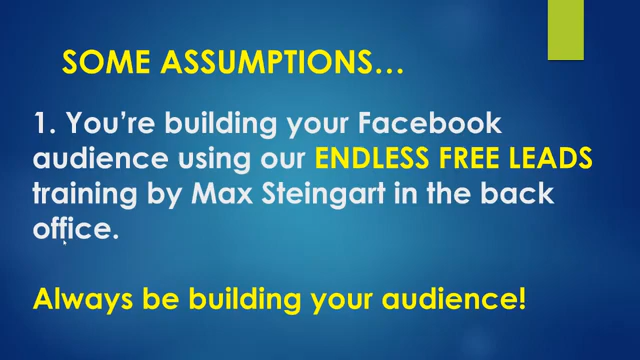 SOME ASSUMPTIONS…
1. You’re building your Facebook
audience using our ENDLESS FREE LEADS
training by Max Steingart in the back
office.
Always be building your audience!